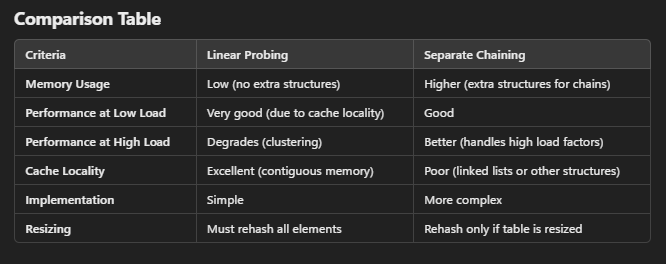 Comparison Table
Criteria Linear Probing Separate Chaining
Memory Usage Low (no extra structures) Higher (extra structures for chains)
Performance at Low Load Very good (due to cache locality) Good
Performance at High Load Degrades (clustering) Better (handles high load factors)
Cache Locality Excellent (contiguous memory) Poor (linked lists or other structures)
Implementation Simple More complex
Resizing Must rehash all elements Rehash only if table is resized